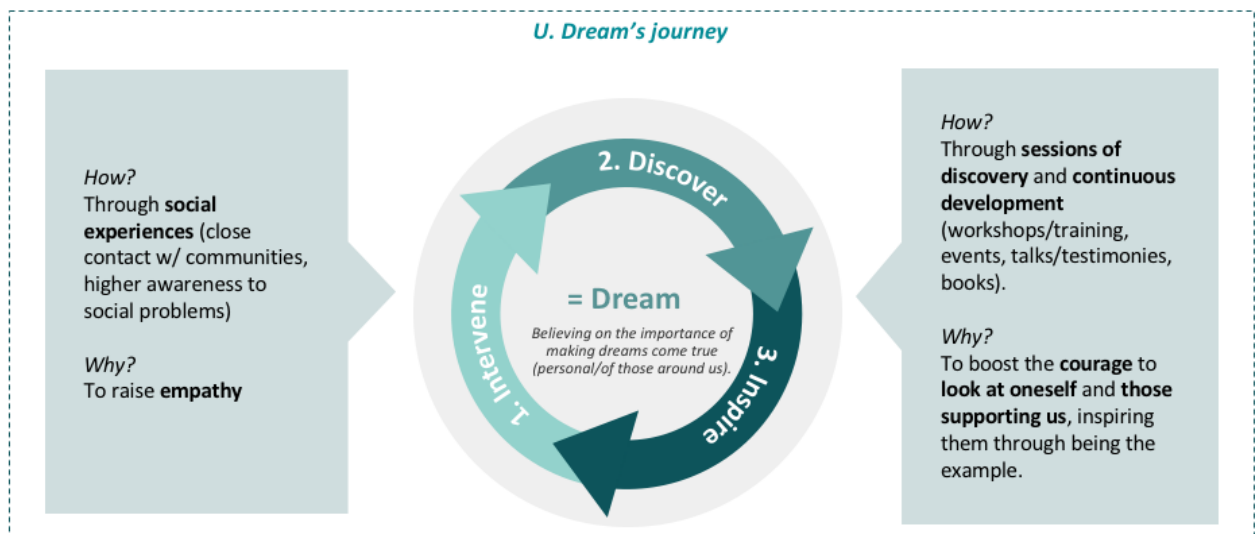 U. Dream's journey
How?
Through social
experiences (close
contact w/ communities,
higher awareness to
social problems)
Why?
To raise empathy
1. Intervene
2. Discover
3. Inspire
= Dream
Believing on the importance of
making dreams come true
(personal/of those around us).
How?
Through sessions of
discovery and continuous
development
(workshops/training,
events, talks/testimonies,
books).
Why?
To boost the courage to
look at oneself and those
supporting us, inspiring
them through being the
example.